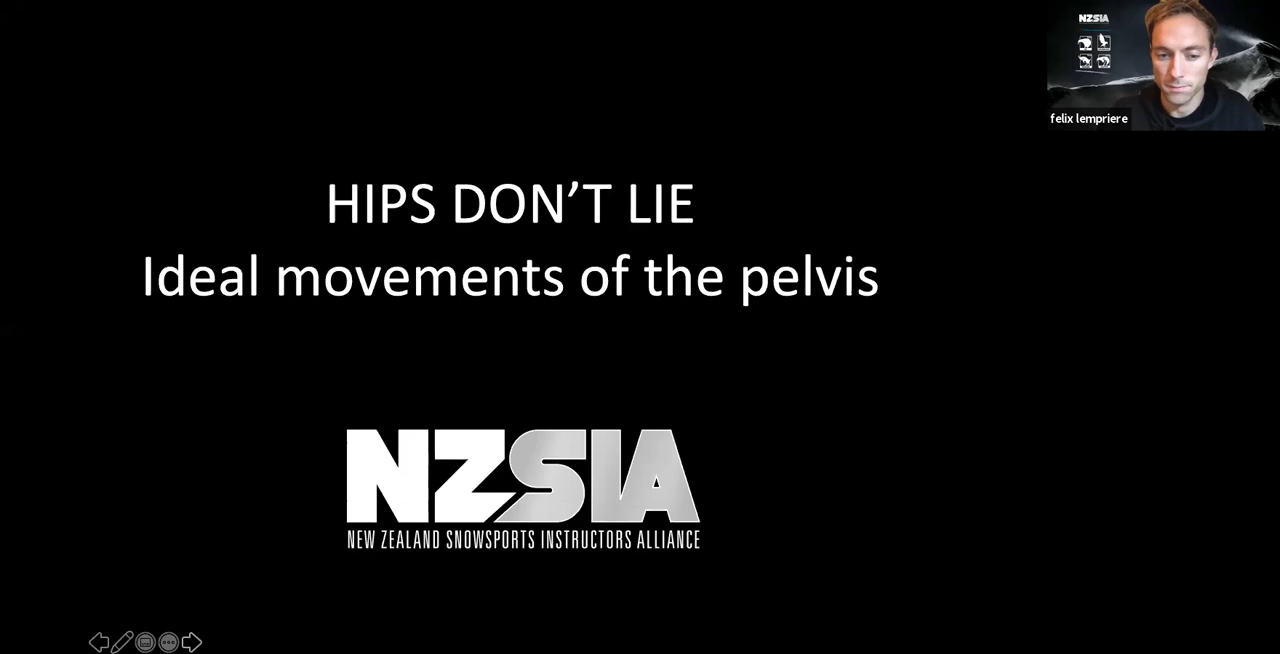 NZSIA
felix lempriere
HIPS DON’T LIE
Ideal movements of the pelvis
NZSIA
NEW ZEALAND SNOWSPORTS INSTRUCTORS ALLIANCE